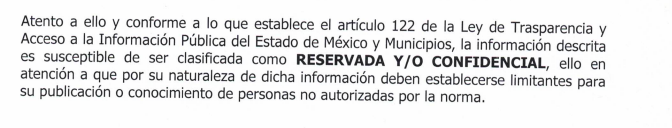 Atento a ello y conforme a lo que establece el artículo 122 de la Ley de Trasparencia y
Acceso a la Información Pública del Estado de México y Municipios, la información descrita
es susceptible de ser clasificada como RESERVADA Y/O CONFIDENCIAL, ello en
atención a que por su naturaleza de dicha información deben establecerse limitantes para
su publicación o conocimiento de personas no autorizadas por la norma.